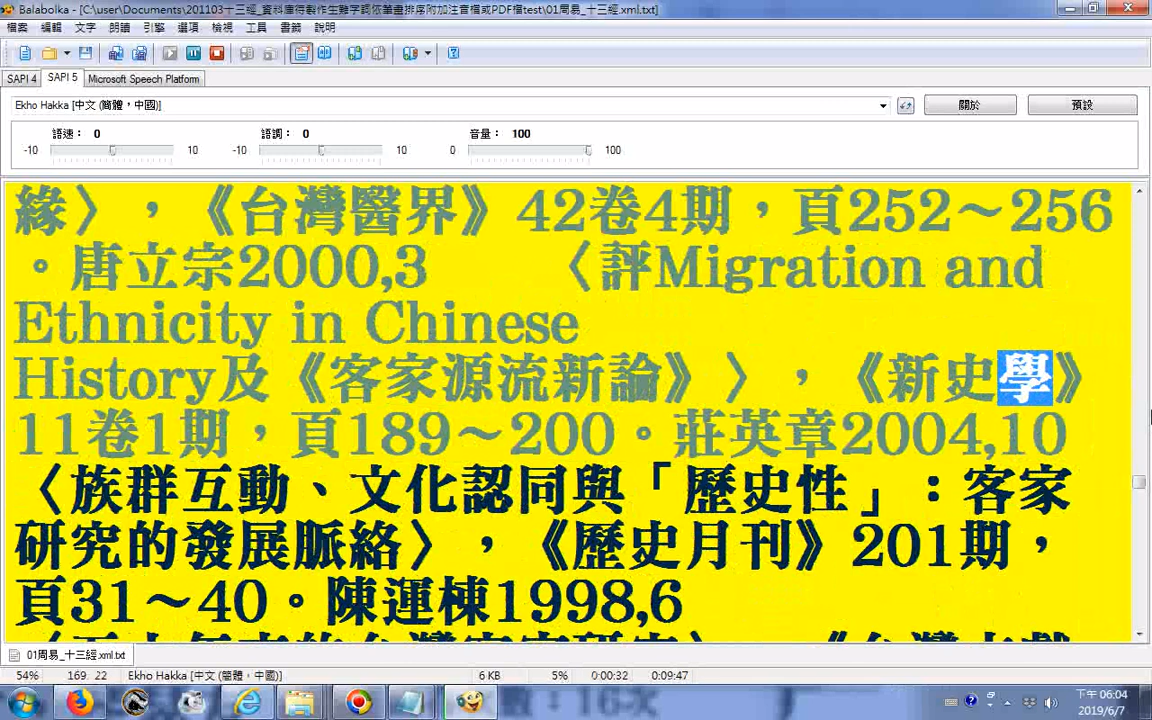 Balabolka - [C:\user\Documents\201103十三經_資料庫待製作生難字詞依筆畫排序附加注音檔或PDF檔test\01周易_十三經.xml.txt]
檔案 編輯 文字 朗讀 引擎 選項 檢視 工具 書籤 說明
SAPI 4 SAPI 5 Microsoft Speech Platform
Ekho Hakka [中文 (簡體，中國)] 關於 預設
語速： 0 語調： 0 音量： 100
-10 10 -10 10 0 100
緣〉，《台灣醫界》42卷4期，頁252～256
。唐立宗2000,3 〈評Migration and
Ethnicity in Chinese
History及《客家源流新論》〉，《新史學》
11卷1期，頁189～200。莊英章2004,10
〈族群互動、文化認同與「歷史性」：客家
研究的發展脈絡〉，《歷史月刊》201期，
頁31～40。陳運棟1998,6
01周易_十三經.xml.txt
54% 169: 22 Ekho Hakka [中文 (簡體，中國)] 6 KB 5% 0:00:32 0:09:47
數：16次
下午 06:04
2019/6/7